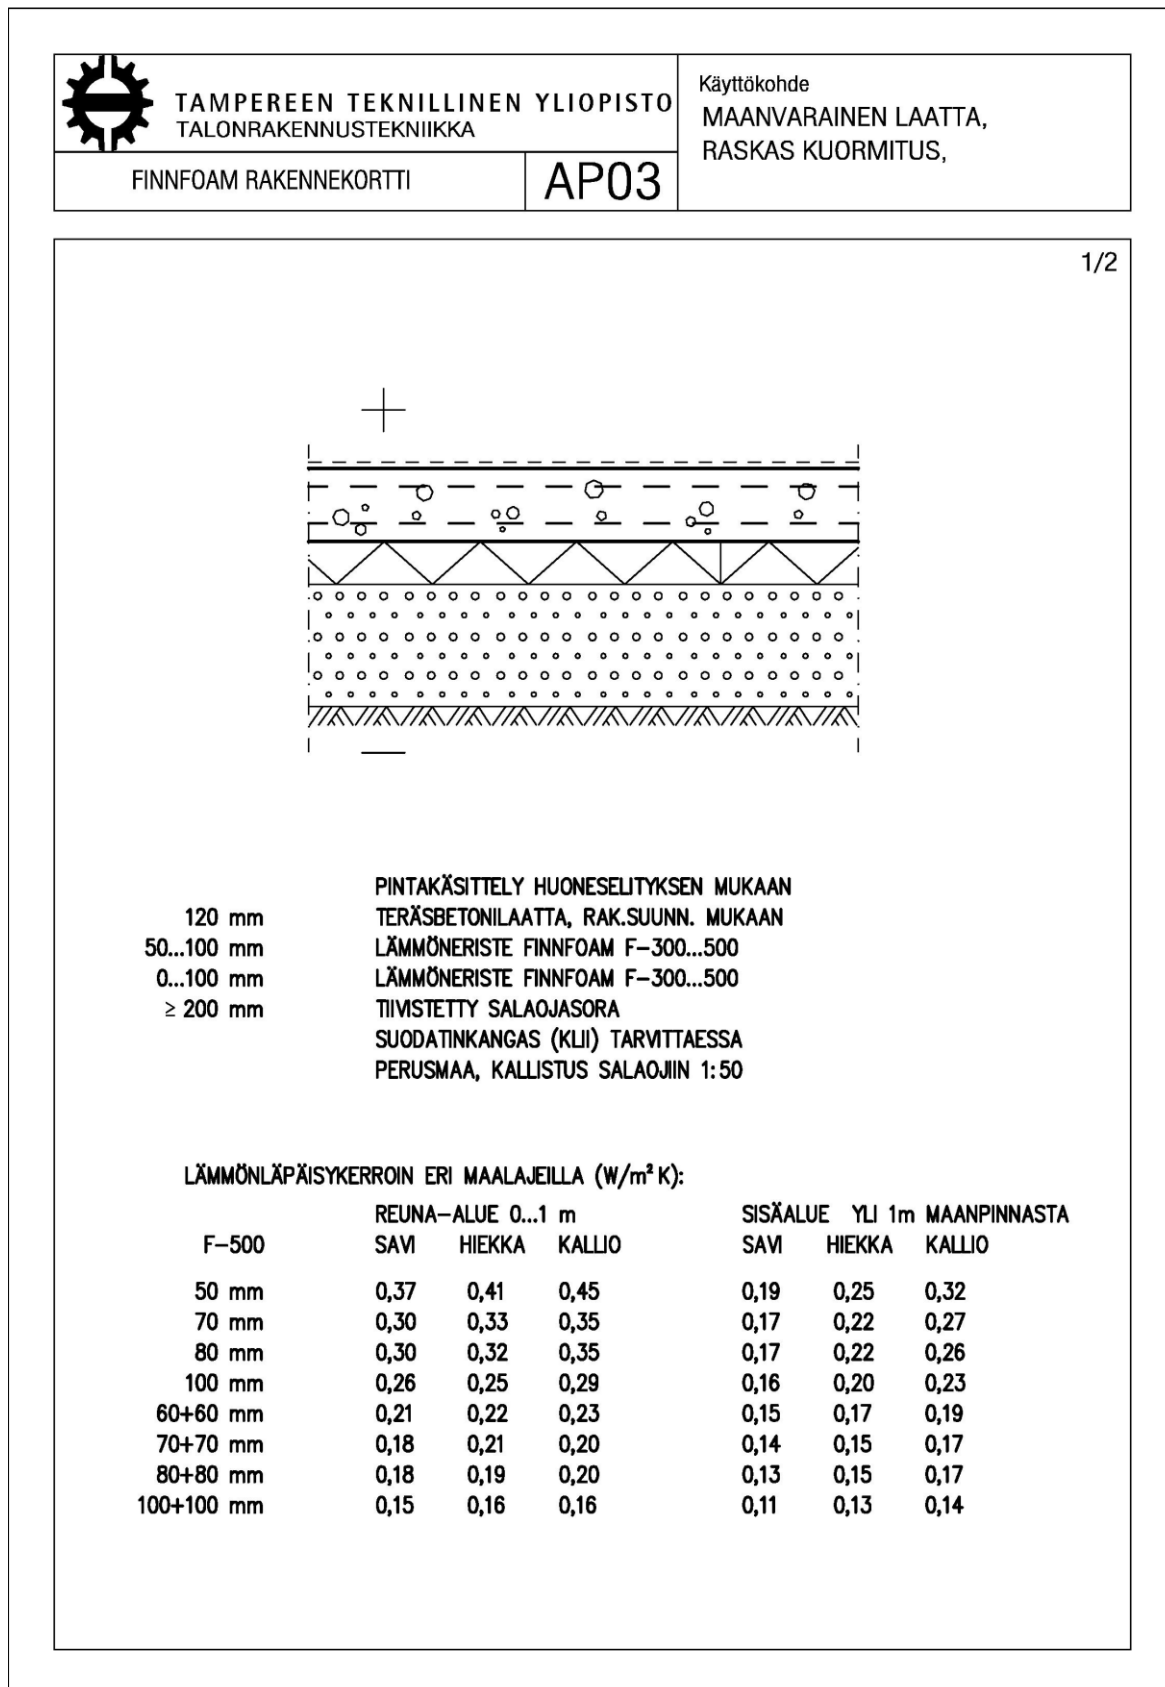 TAMPEREEN TEKNILLINEN YLIOPISTO
TALONRAKENNUSTEKNIIKKA
FINNFOAM RAKENNEKORTTI
AP03
Käyttökohde
MAANVARAINEN LAATTA,
RASKAS KUORMITUS,
1/2
PINTAKÄSITTELY HUONESELITYKSEN MUKAAN
120 mm TERÄSBETONILAATTA, RAK.SUUNN. MUKAAN
50...100 mm LÄMMÖNERISTE FINNFOAM F-300...500
0...100 mm LÄMMÖNERISTE FINNFOAM F-300...500
≥ 200 mm TIIVISTETTY SALAOJASORA
SUODATINKANGAS (KLII) TARVITTAESSA
PERUSMAA, KALLISTUS SALAOJIIN 1:50
LÄMMÖNLÄPÄISYKERROIN ERI MAALAJEILLA (W/m² K):
REUNA-ALUE 0...1 m SISÄALUE YLI 1m MAANPINNASTA
F-500 SAVI HIEKKA KALLIO SAVI HIEKKA KALLIO
50 mm 0,37 0,41 0,45 0,19 0,25 0,32
70 mm 0,30 0,33 0,35 0,17 0,22 0,27
80 mm 0,30 0,32 0,35 0,17 0,22 0,26
100 mm 0,26 0,25 0,29 0,16 0,20 0,23
60+60 mm 0,21 0,22 0,23 0,15 0,17 0,19
70+70 mm 0,18 0,21 0,20 0,14 0,15 0,17
80+80 mm 0,18 0,19 0,20 0,13 0,15 0,17
100+100 mm 0,15 0,16 0,16 0,11 0,13 0,14